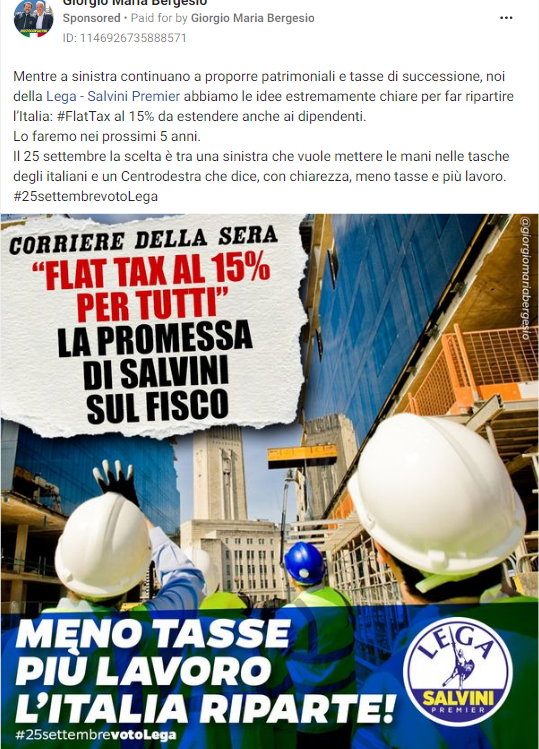 Giorgio Maria Bergesio
Sponsored • Paid for by Giorgio Maria Bergesio
ID: 1146926735888571
Mentre a sinistra continuano a proporre patrimoniali e tasse di successione, noi
della Lega - Salvini Premier abbiamo le idee estremamente chiare per far ripartire
l'Italia: #FlatTax al 15% da estendere anche ai dipendenti.
Lo faremo nei prossimi 5 anni.
Il 25 settembre la scelta è tra una sinistra che vuole mettere le mani nelle tasche
degli italiani e un Centrodestra che dice, con chiarezza, meno tasse e più lavoro.
#25settembrevotoLega
CORRIERE DELLA SERA
“FLAT TAX AL 15%
PER TUTTI”
LA PROMESSA
DI SALVINI
SUL FISCO
@giorgiomariabergesio
MENO TASSE
PIÙ LAVORO
L'ITALIA RIPARTE!
#25settembrevotoLega
LEGA
SALVINI
PREMIER